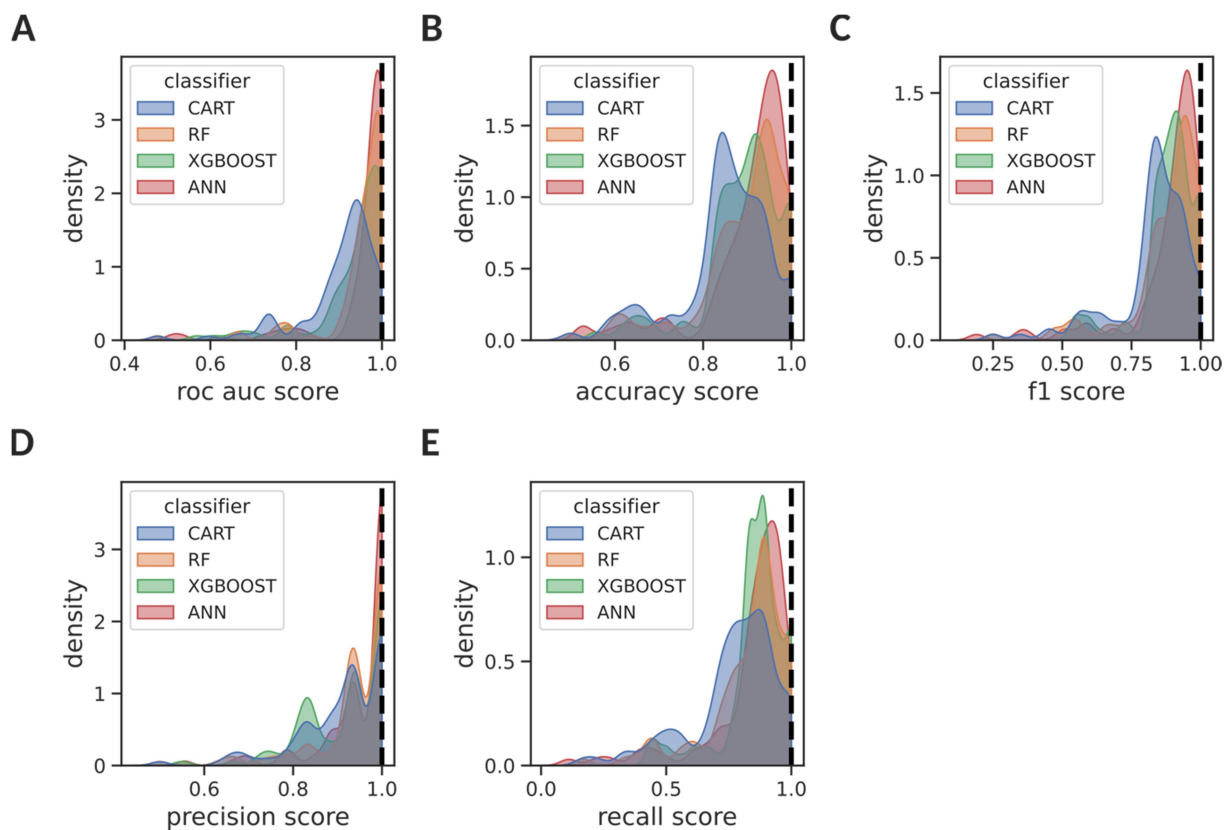 A
density
3
2
1
0
classifier
CART
RF
XGBOOST
ANN
0.4 0.6 0.8 1.0
roc auc score
B
density
1.5
1.0
0.5
0.0
classifier
CART
RF
XGBOOST
ANN
0.6 0.8 1.0
accuracy score
C
density
1.5
1.0
0.5
0.0
classifier
CART
RF
XGBOOST
ANN
0.25 0.50 0.75 1.00
f1 score
D
density
3
2
1
0
classifier
CART
RF
XGBOOST
ANN
0.6 0.8 1.0
precision score
E
density
1.0
0.5
0.0
classifier
CART
RF
XGBOOST
ANN
0.0 0.5 1.0
recall score